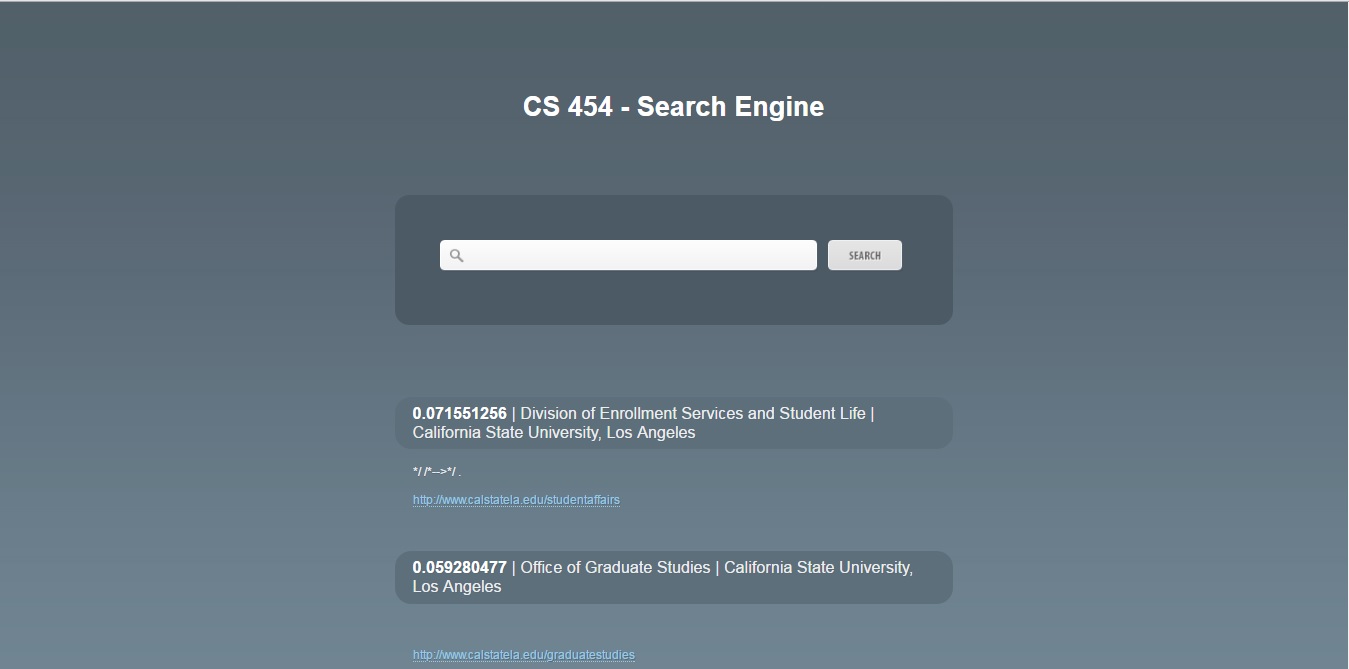 CS 454 - Search Engine
SEARCH
0.071551256 | Division of Enrollment Services and Student Life |
California State University, Los Angeles
*/ /*-->*/ .
http://www.calstatela.edu/studentaffairs
0.059280477 | Office of Graduate Studies | California State University,
Los Angeles
http://www.calstatela.edu/graduatestudies